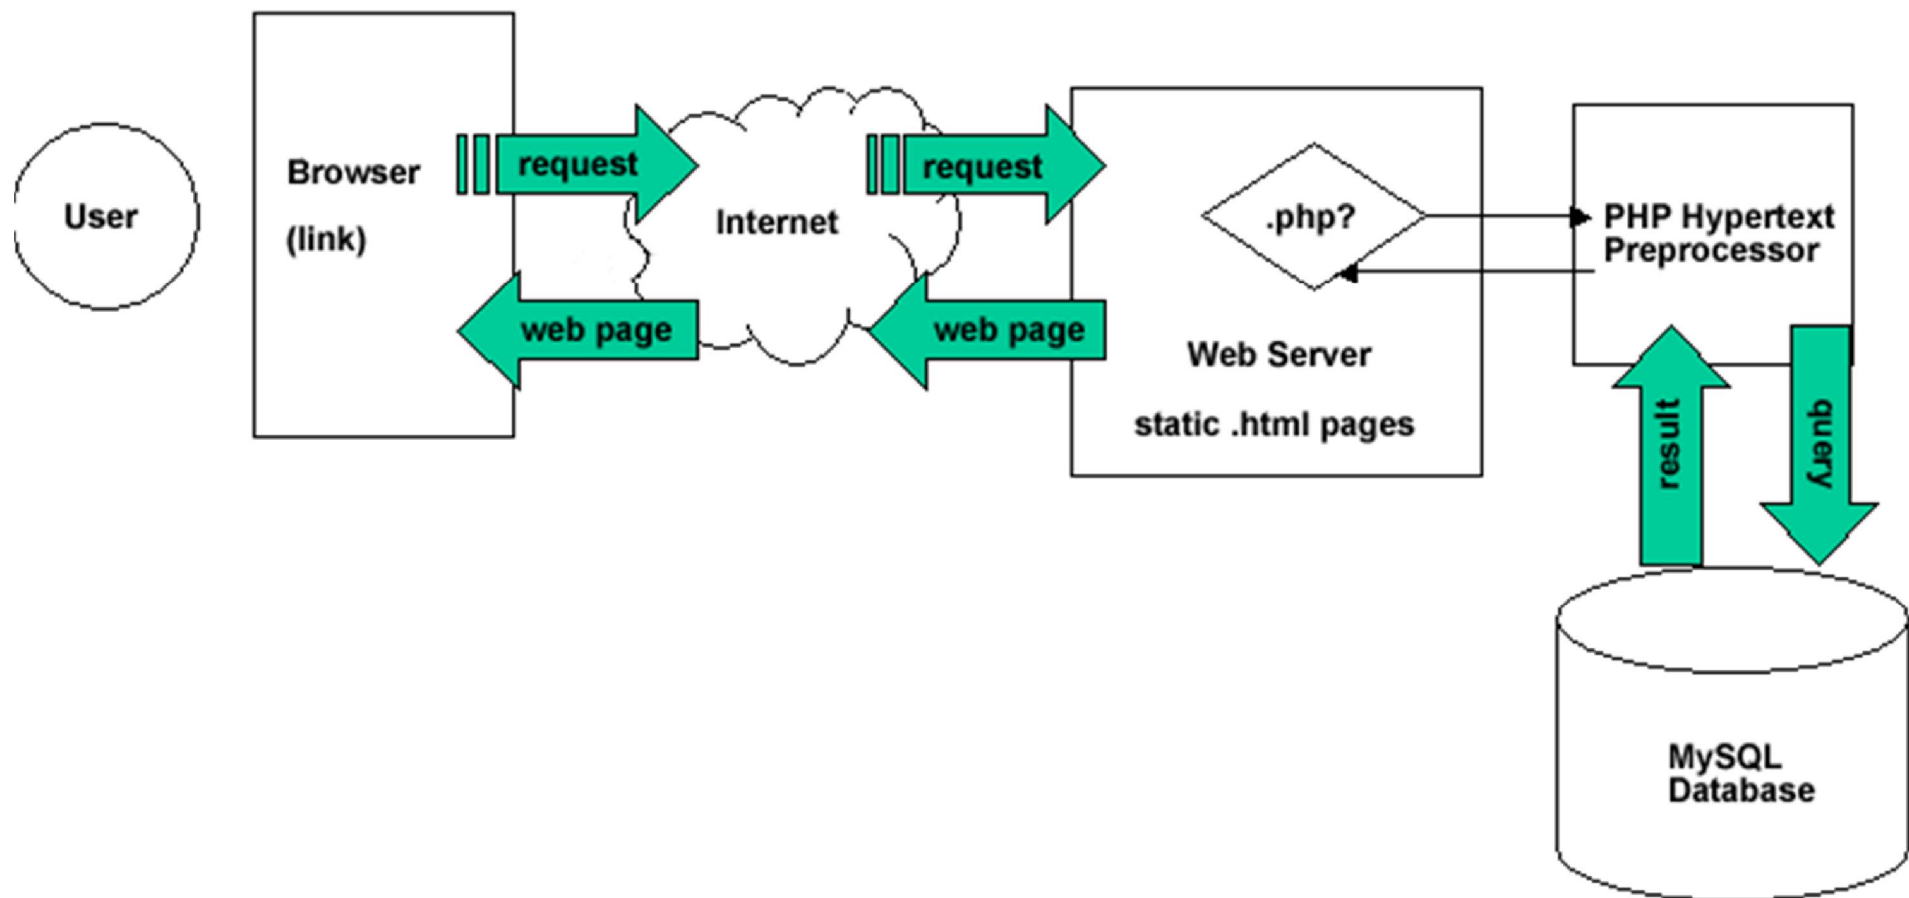 User
Browser
(link)
request
web page
Internet
request
web page
.php?
Web Server
static .html pages
PHP Hypertext
Preprocessor
result
query
MySQL
Database